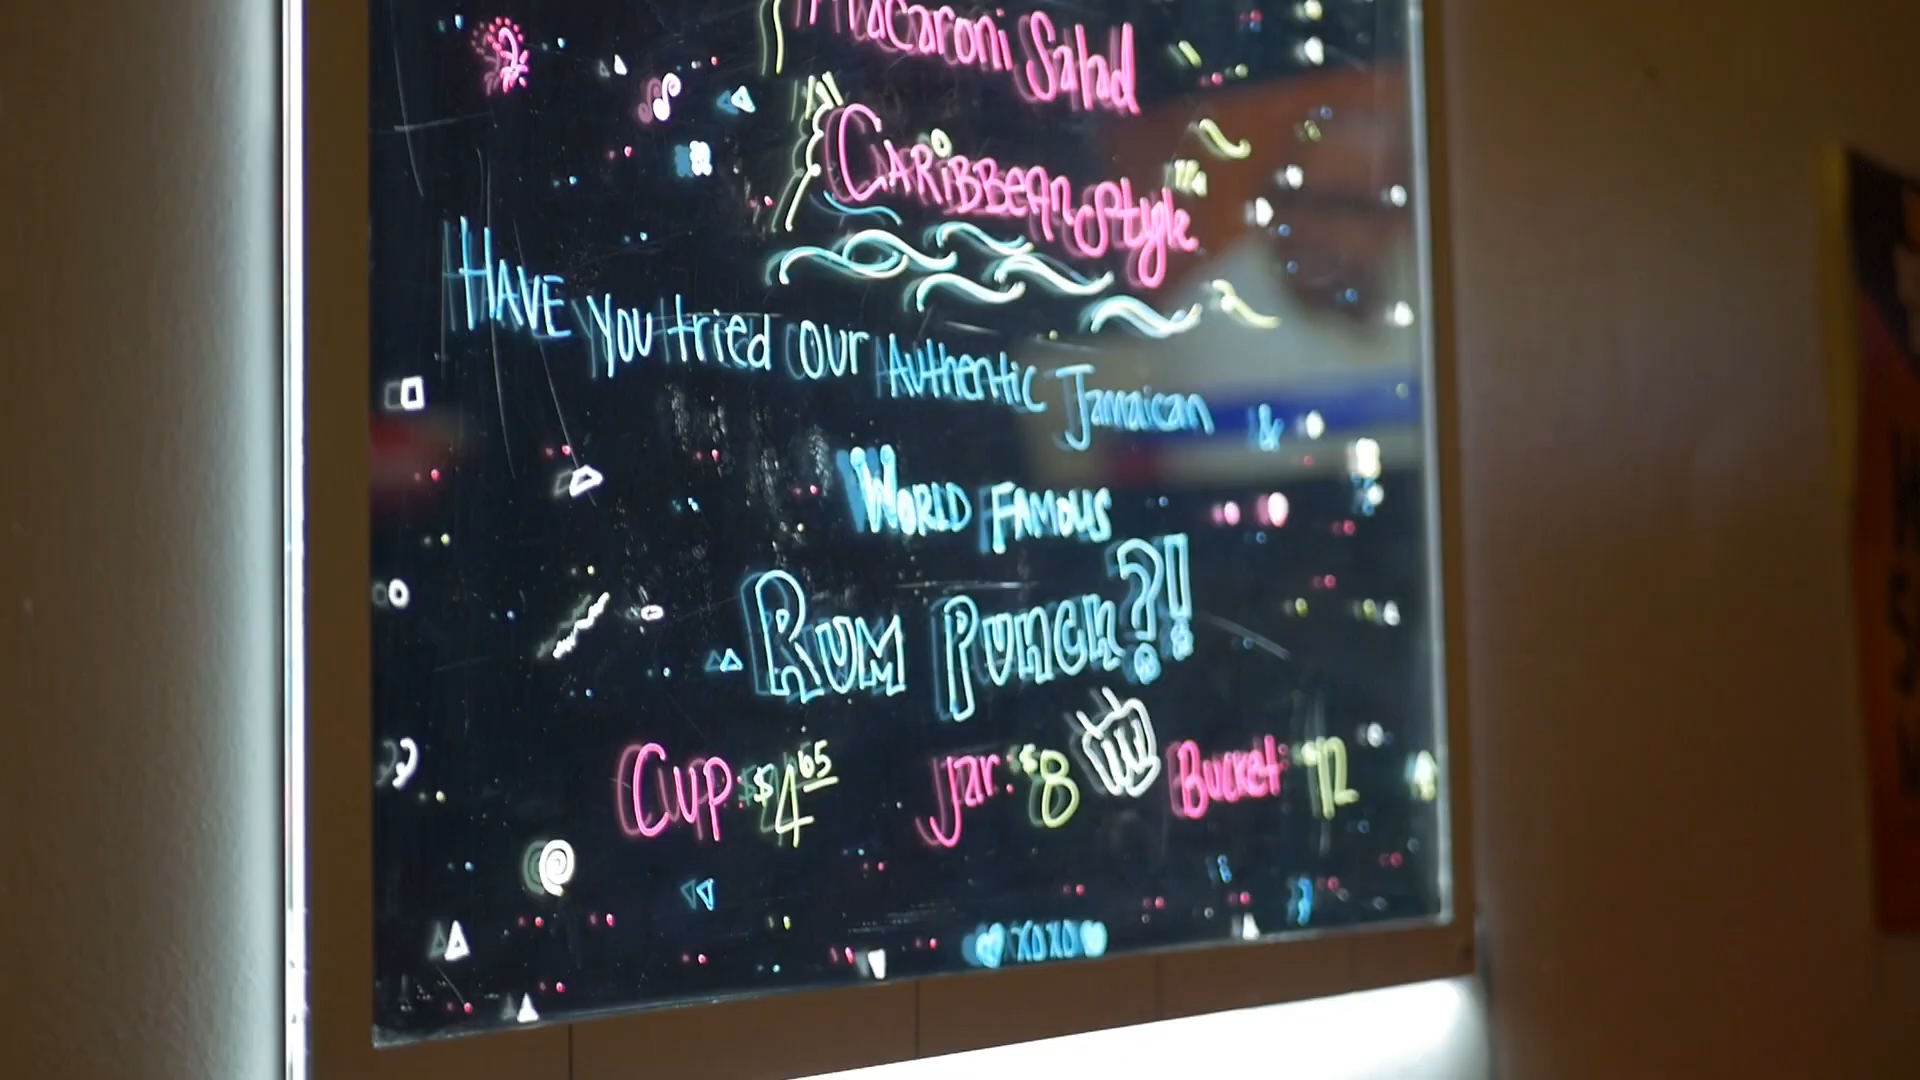 Macaroni Salad
CARiBBEAN Style
HAVE You tried our Authentic Jamaican &
WORLD FAMOUS
RUM PUNCH?!
Cup: $4.65 Jar: $8 Bucket: $12
XOXO